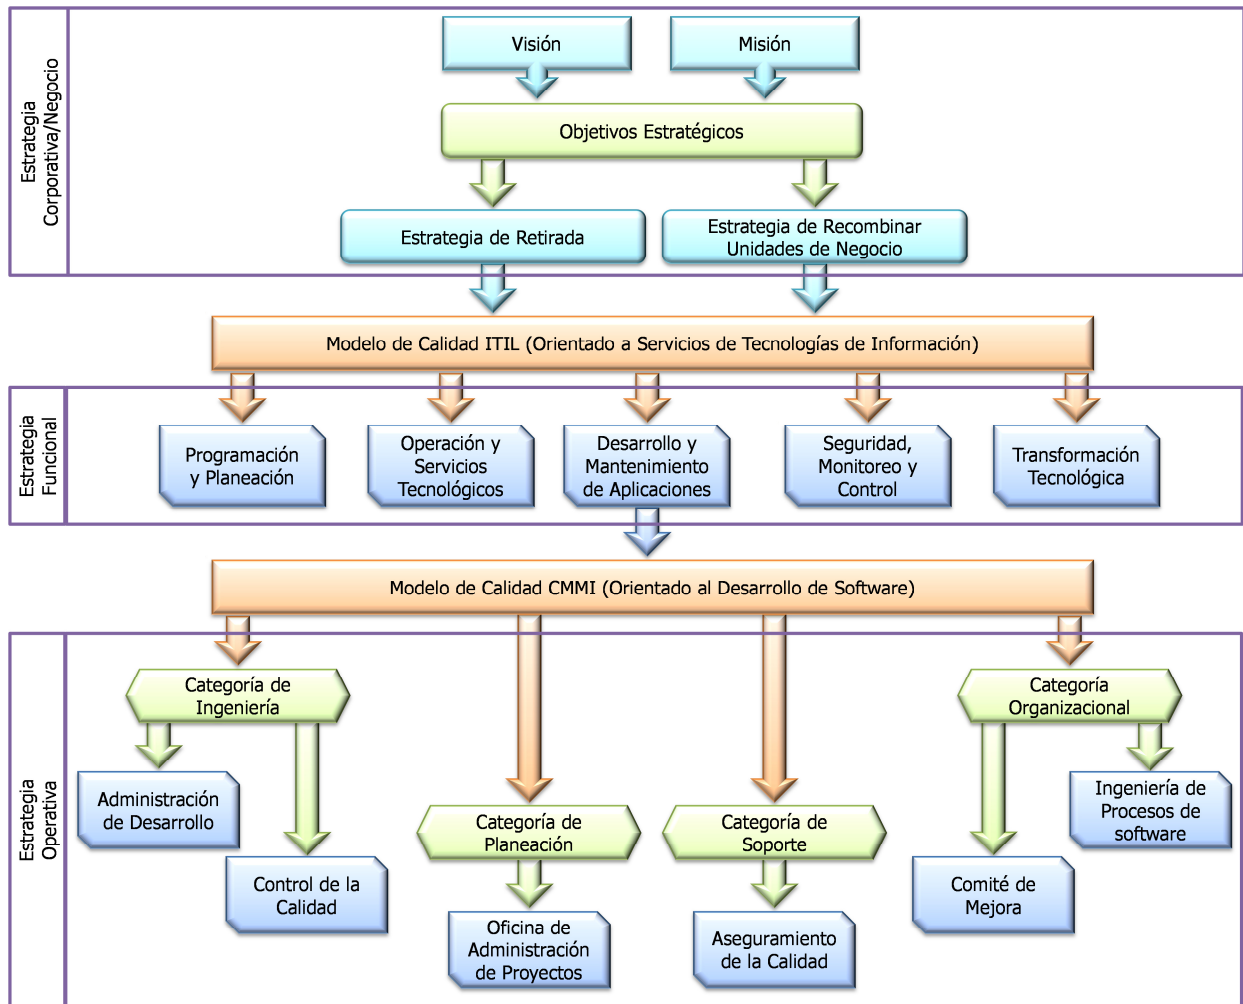 Estrategia
Corporativa/Negocio
Visión
Misión
Objetivos Estratégicos
Estrategia de Retirada
Estrategia de Recombinar
Unidades de Negocio
Modelo de Calidad ITIL (Orientado a Servicios de Tecnologías de Información)
Estrategia
Funcional
Programación
y Planeación
Operación y
Servicios
Tecnológicos
Desarrollo y
Mantenimiento
de Aplicaciones
Seguridad,
Monitoreo y
Control
Transformación
Tecnológica
Modelo de Calidad CMMI (Orientado al Desarrollo de Software)
Estrategia
Operativa
Categoría de
Ingeniería
Categoría
Organizacional
Administración
de Desarrollo
Ingeniería de
Procesos de
software
Categoría de
Planeación
Categoría de
Soporte
Control de la
Calidad
Comité de
Mejora
Oficina de
Administración
de Proyectos
Aseguramiento
de la Calidad